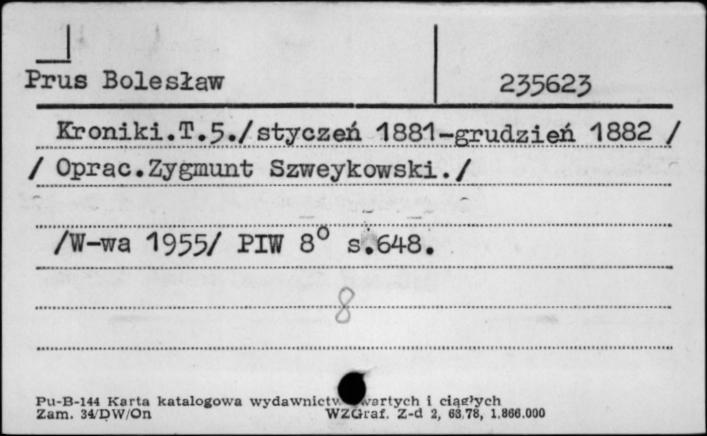 Prus Bolesław 235623
Kroniki.T.5./styczeń 1881-grudzień 1882 /
/ Oprac.Zygmunt Szweykowski./
/W-wa 1955/ PIW 8° s.648.
8
Pu-B-144 Karta katalogowa wydawnictw zwartych i ciągłych
Zam. 34/DW/On WZGraf. Z-d 2, 63.78, 1.866.000